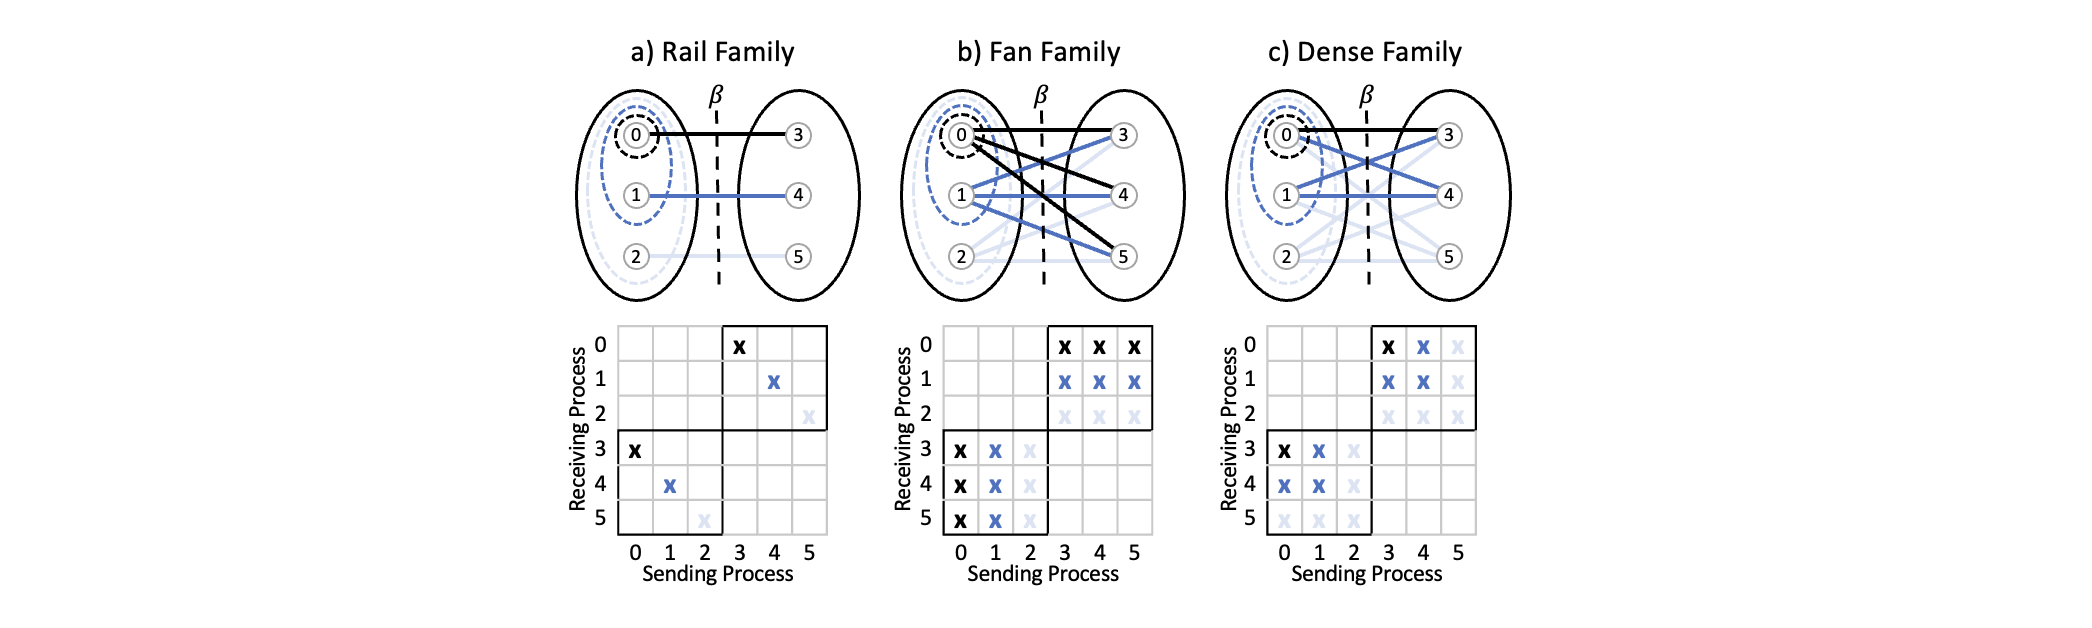 a) Rail Family
β
0 3
1 4
2 5
Receiving Process
0 x
1 x
2 x
3 x
4 x
5 x
0 1 2 3 4 5
Sending Process
b) Fan Family
β
0 3
1 4
2 5
Receiving Process
0 x x x
1 x x x
2 x x x
3 x x x
4 x x x
5 x x x
0 1 2 3 4 5
Sending Process
c) Dense Family
β
0 3
1 4
2 5
Receiving Process
0 x x x
1 x x x
2 x x x
3 x x x
4 x x x
5 x x x
0 1 2 3 4 5
Sending Process